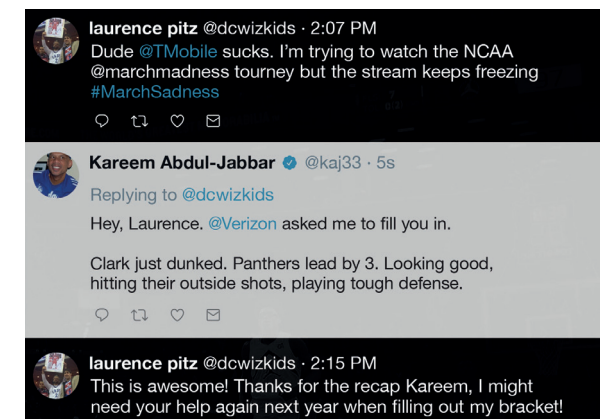 laurence pitz @dcwizkids · 2:07 PM
Dude @TMobile sucks. I'm trying to watch the NCAA
@marchmadness tourney but the stream keeps freezing
#MarchSadness
Kareem Abdul-Jabbar @kaj33 · 5s
Replying to @dcwizkids
Hey, Laurence. @Verizon asked me to fill you in.
Clark just dunked. Panthers lead by 3. Looking good,
hitting their outside shots, playing tough defense.
laurence pitz @dcwizkids · 2:15 PM
This is awesome! Thanks for the recap Kareem, I might
need your help again next year when filling out my bracket!